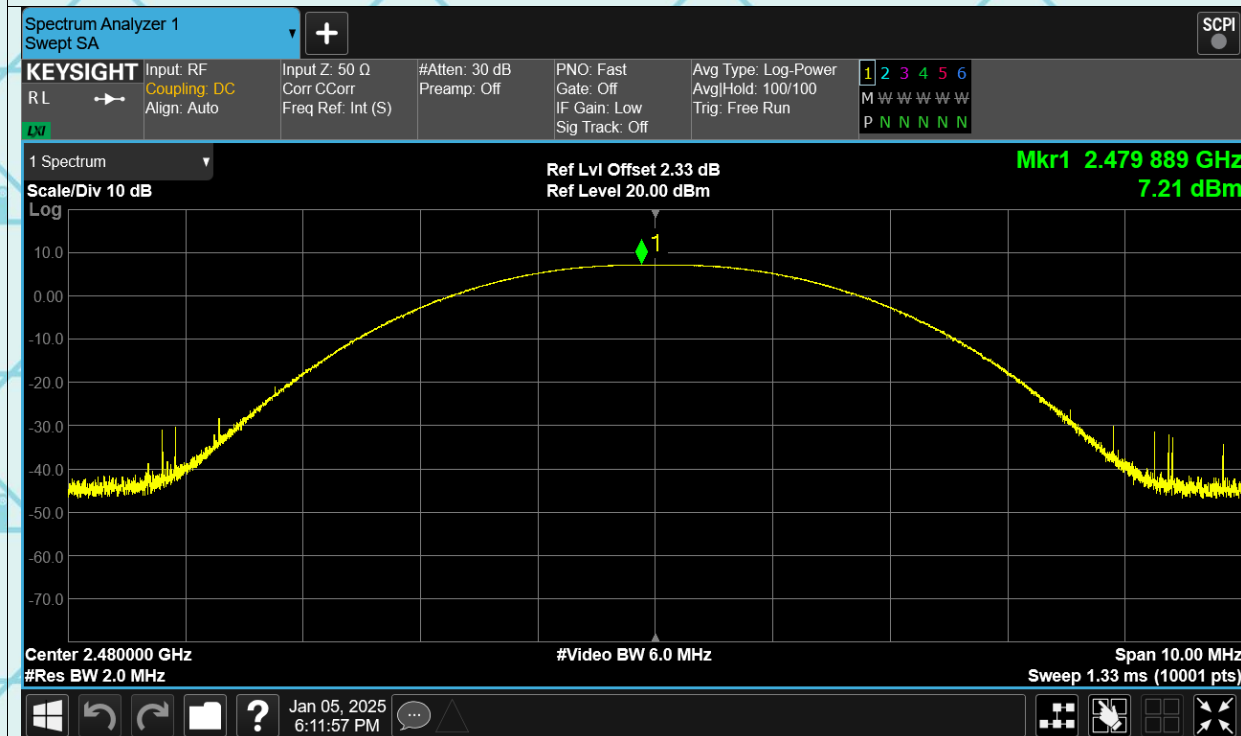 Spectrum Analyzer 1
Swept SA
+
SCPI
KEYSIGHT
RL
LXI
Input: RF
Coupling: DC
Align: Auto
Input Z: 50 Ω
Corr CCorr
Freq Ref: Int (S)
#Atten: 30 dB
Preamp: Off
PNO: Fast
Gate: Off
IF Gain: Low
Sig Track: Off
Avg Type: Log-Power
Avg|Hold: 100/100
Trig: Free Run
1 2 3 4 5 6
M W W W W W
P N N N N N
1 Spectrum
Scale/Div 10 dB
Log
Ref Lvl Offset 2.33 dB
Ref Level 20.00 dBm
Mkr1 2.479 889 GHz
7.21 dBm
1
10.0
0.00
-10.0
-20.0
-30.0
-40.0
-50.0
-60.0
-70.0
Center 2.480000 GHz
#Res BW 2.0 MHz
#Video BW 6.0 MHz
Span 10.00 MHz
Sweep 1.33 ms (10001 pts)
?
Jan 05, 2025
6:11:57 PM